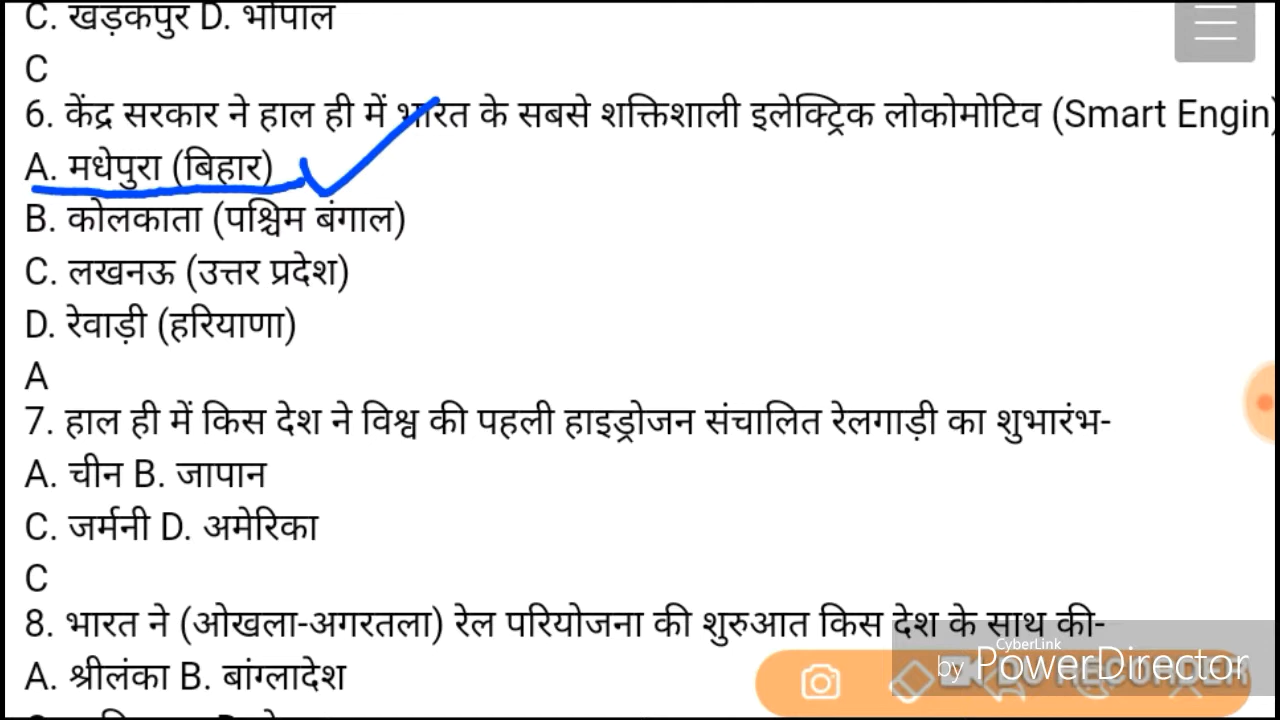 C. खड़कपुर D. भोपाल
C
6. केंद्र सरकार ने हाल ही में भारत के सबसे शक्तिशाली इलेक्ट्रिक लोकोमोटिव (Smart Engin
A. मधेपुरा (बिहार)
B. कोलकाता (पश्चिम बंगाल)
C. लखनऊ (उत्तर प्रदेश)
D. रेवाड़ी (हरियाणा)
A
7. हाल ही में किस देश ने विश्व की पहली हाइड्रोजन संचालित रेलगाड़ी का शुभारंभ-
A. चीन B. जापान
C. जर्मनी D. अमेरिका
C
8. भारत ने (ओखला-अगरतला) रेल परियोजना की शुरुआत किस देश के साथ की-
A. श्रीलंका B. बांग्लादेश
CyberLink
by PowerDirector
RECORDER